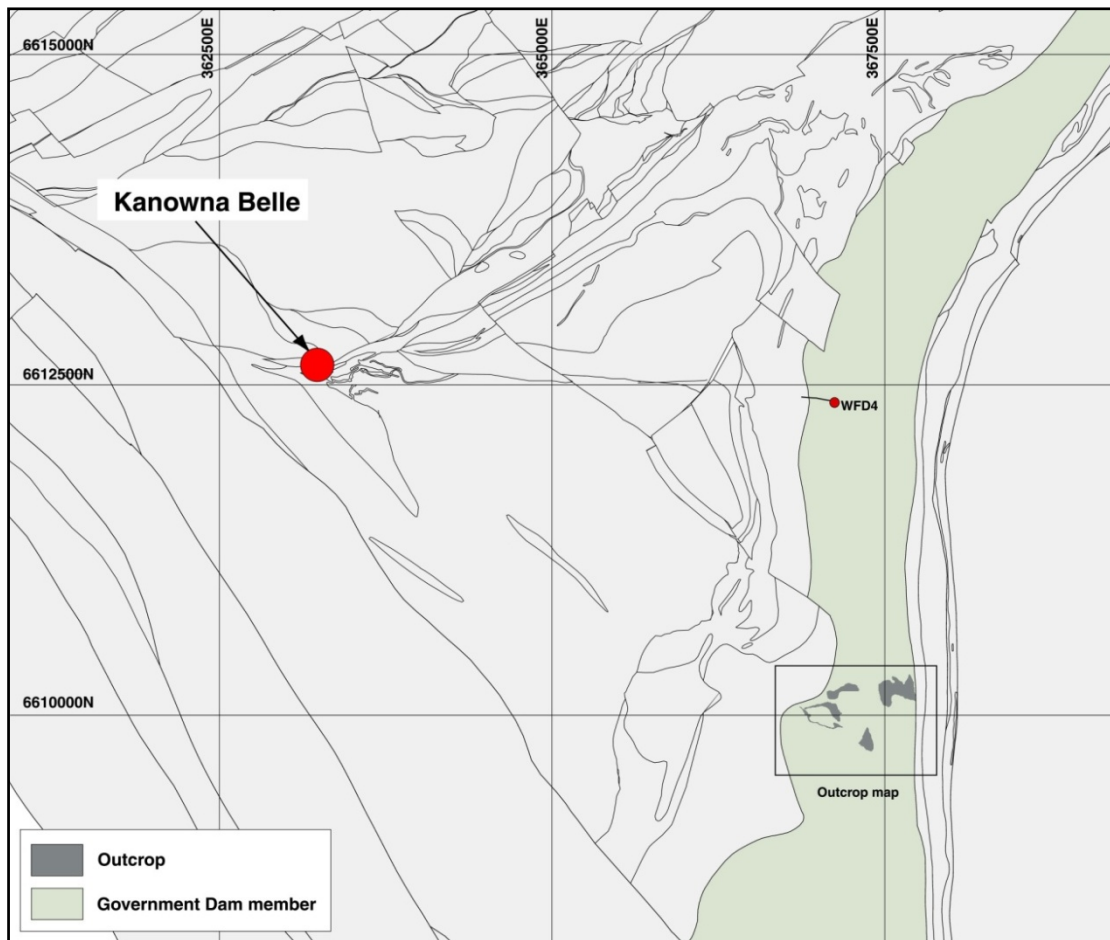 6615000N
362500E
365000E
367500E
Kanowna Belle
6612500N
WFD4
6610000N
Outcrop map
Outcrop
Government Dam member